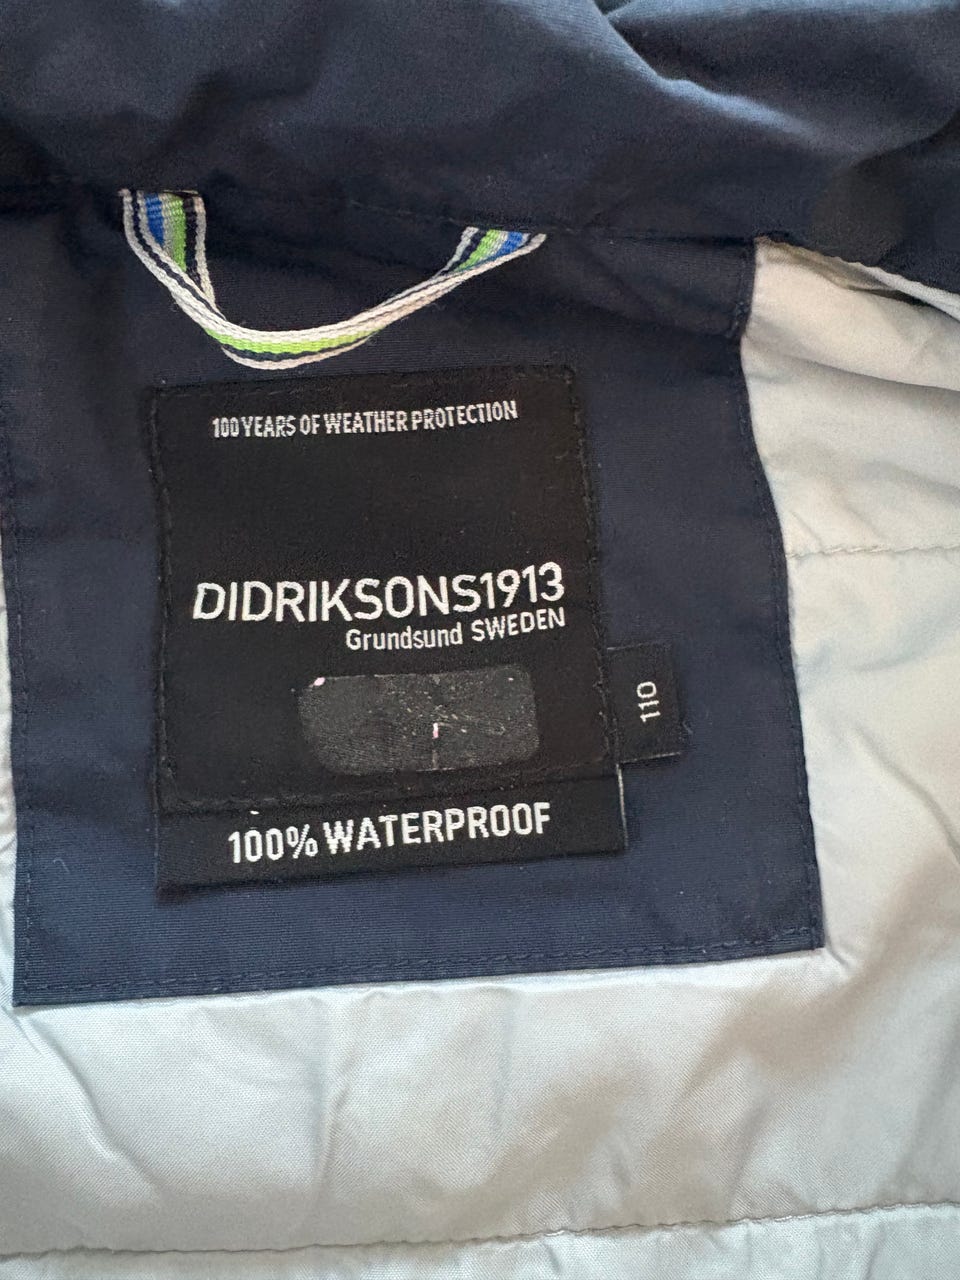 100 YEARS OF WEATHER PROTECTION
DIDRIKSONS1913
Grundsund SWEDEN
110
100% WATERPROOF